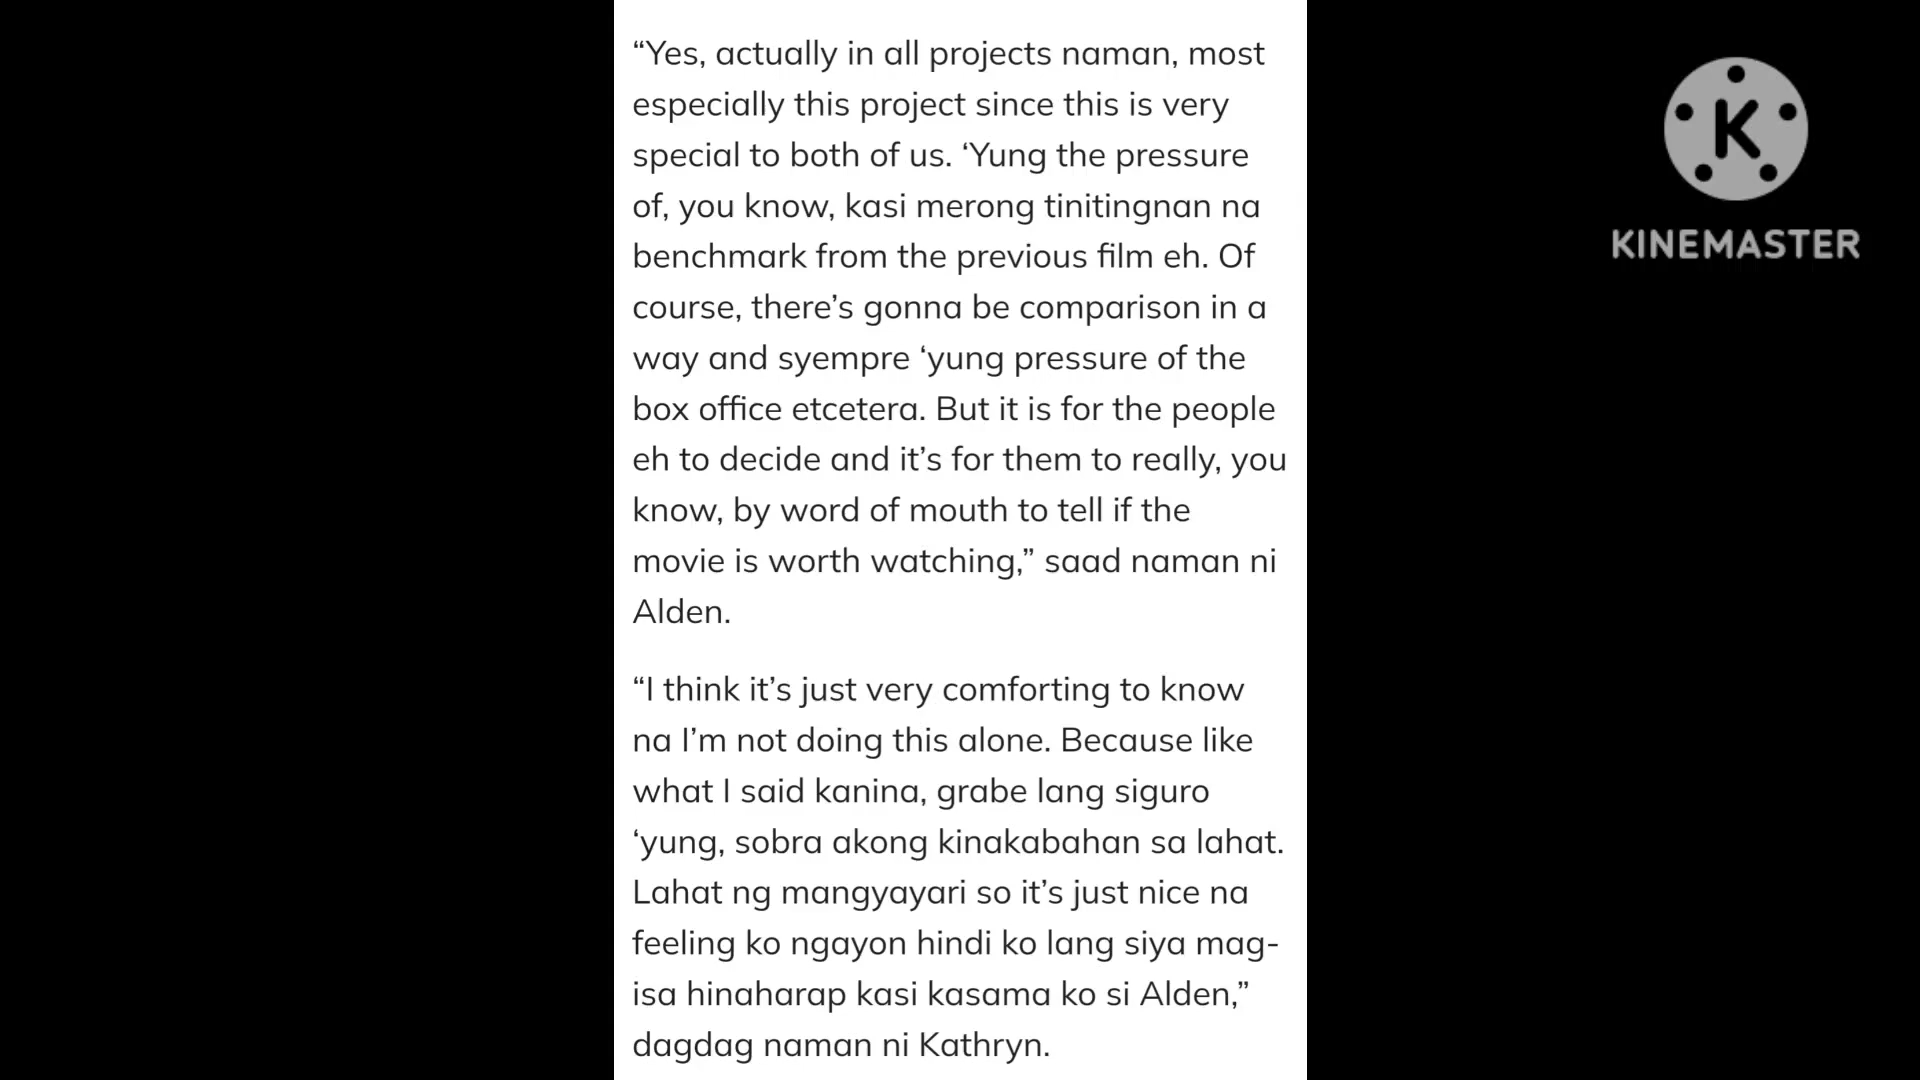 “Yes, actually in all projects naman, most
especially this project since this is very
special to both of us. ‘Yung the pressure
of, you know, kasi merong tinitingnan na
benchmark from the previous film eh. Of
course, there’s gonna be comparison in a
way and syempre ‘yung pressure of the
box office etcetera. But it is for the people
eh to decide and it’s for them to really, you
know, by word of mouth to tell if the
movie is worth watching,” saad naman ni
Alden.
“I think it’s just very comforting to know
na I’m not doing this alone. Because like
what I said kanina, grabe lang siguro
‘yung, sobra akong kinakabahan sa lahat.
Lahat ng mangyayari so it’s just nice na
feeling ko ngayon hindi ko lang siya mag-
isa hinaharap kasi kasama ko si Alden,”
dagdag naman ni Kathryn.
K
KINEMASTER